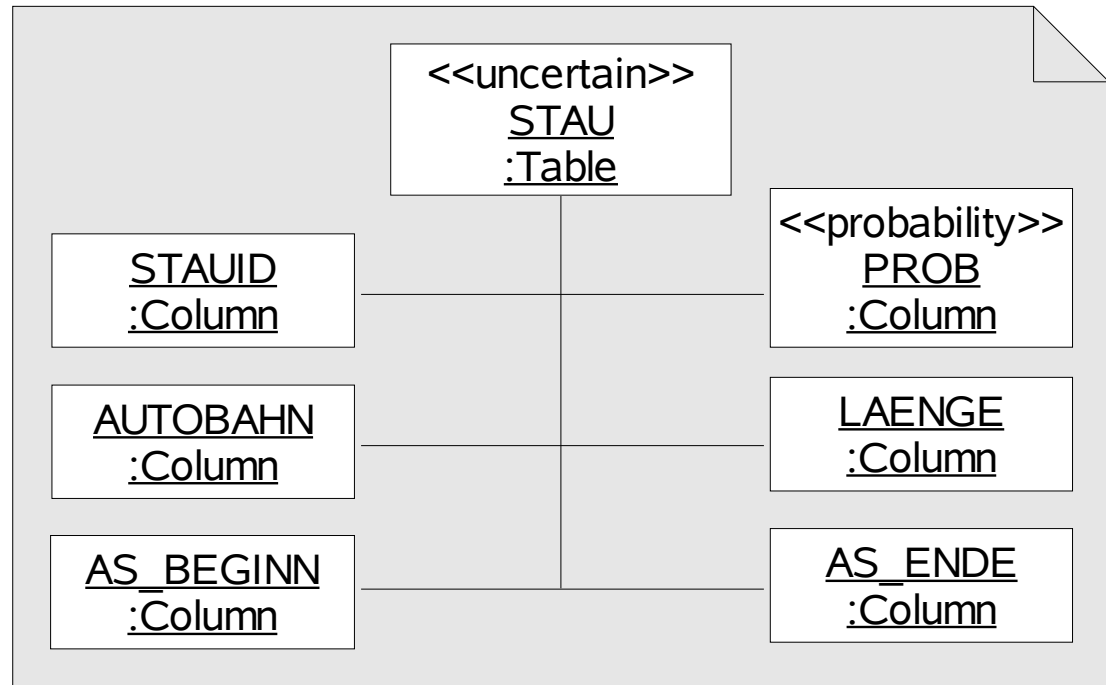 <<uncertain>>
STAU
:Table
<<probability>>
PROB
:Column
STAUID
:Column
AUTOBAHN
:Column
LAENGE
:Column
AS_BEGINN
:Column
AS_ENDE
:Column